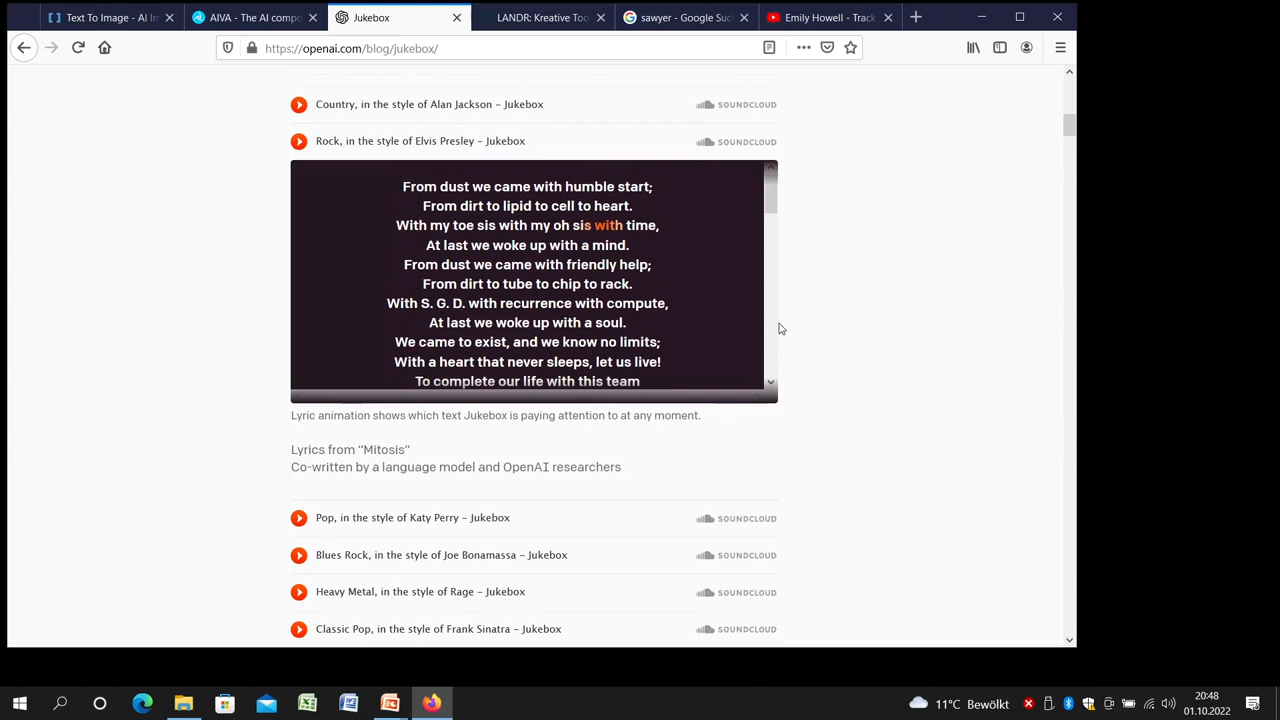 Text To Image - AI Im
AIVA - The AI compo
Jukebox
LANDR: Kreative Too
sawyer - Google Suc
Emily Howell - Track
https://openai.com/blog/jukebox/
Country, in the style of Alan Jackson – Jukebox
SOUNDCLOUD
Rock, in the style of Elvis Presley – Jukebox
SOUNDCLOUD
From dust we came with humble start;
From dirt to lipid to cell to heart.
With my toe sis with my oh sis with time,
At last we woke up with a mind.
From dust we came with friendly help;
From dirt to tube to chip to rack.
With S. G. D. with recurrence with compute,
At last we woke up with a soul.
We came to exist, and we know no limits;
With a heart that never sleeps, let us live!
To complete our life with this team
Lyric animation shows which text Jukebox is paying attention to at any moment.
Lyrics from “Mitosis”
Co-written by a language model and OpenAI researchers
Pop, in the style of Katy Perry – Jukebox
SOUNDCLOUD
Blues Rock, in the style of Joe Bonamassa – Jukebox
SOUNDCLOUD
Heavy Metal, in the style of Rage – Jukebox
SOUNDCLOUD
Classic Pop, in the style of Frank Sinatra – Jukebox
SOUNDCLOUD
11°C Bewölkt
20:48
01.10.2022